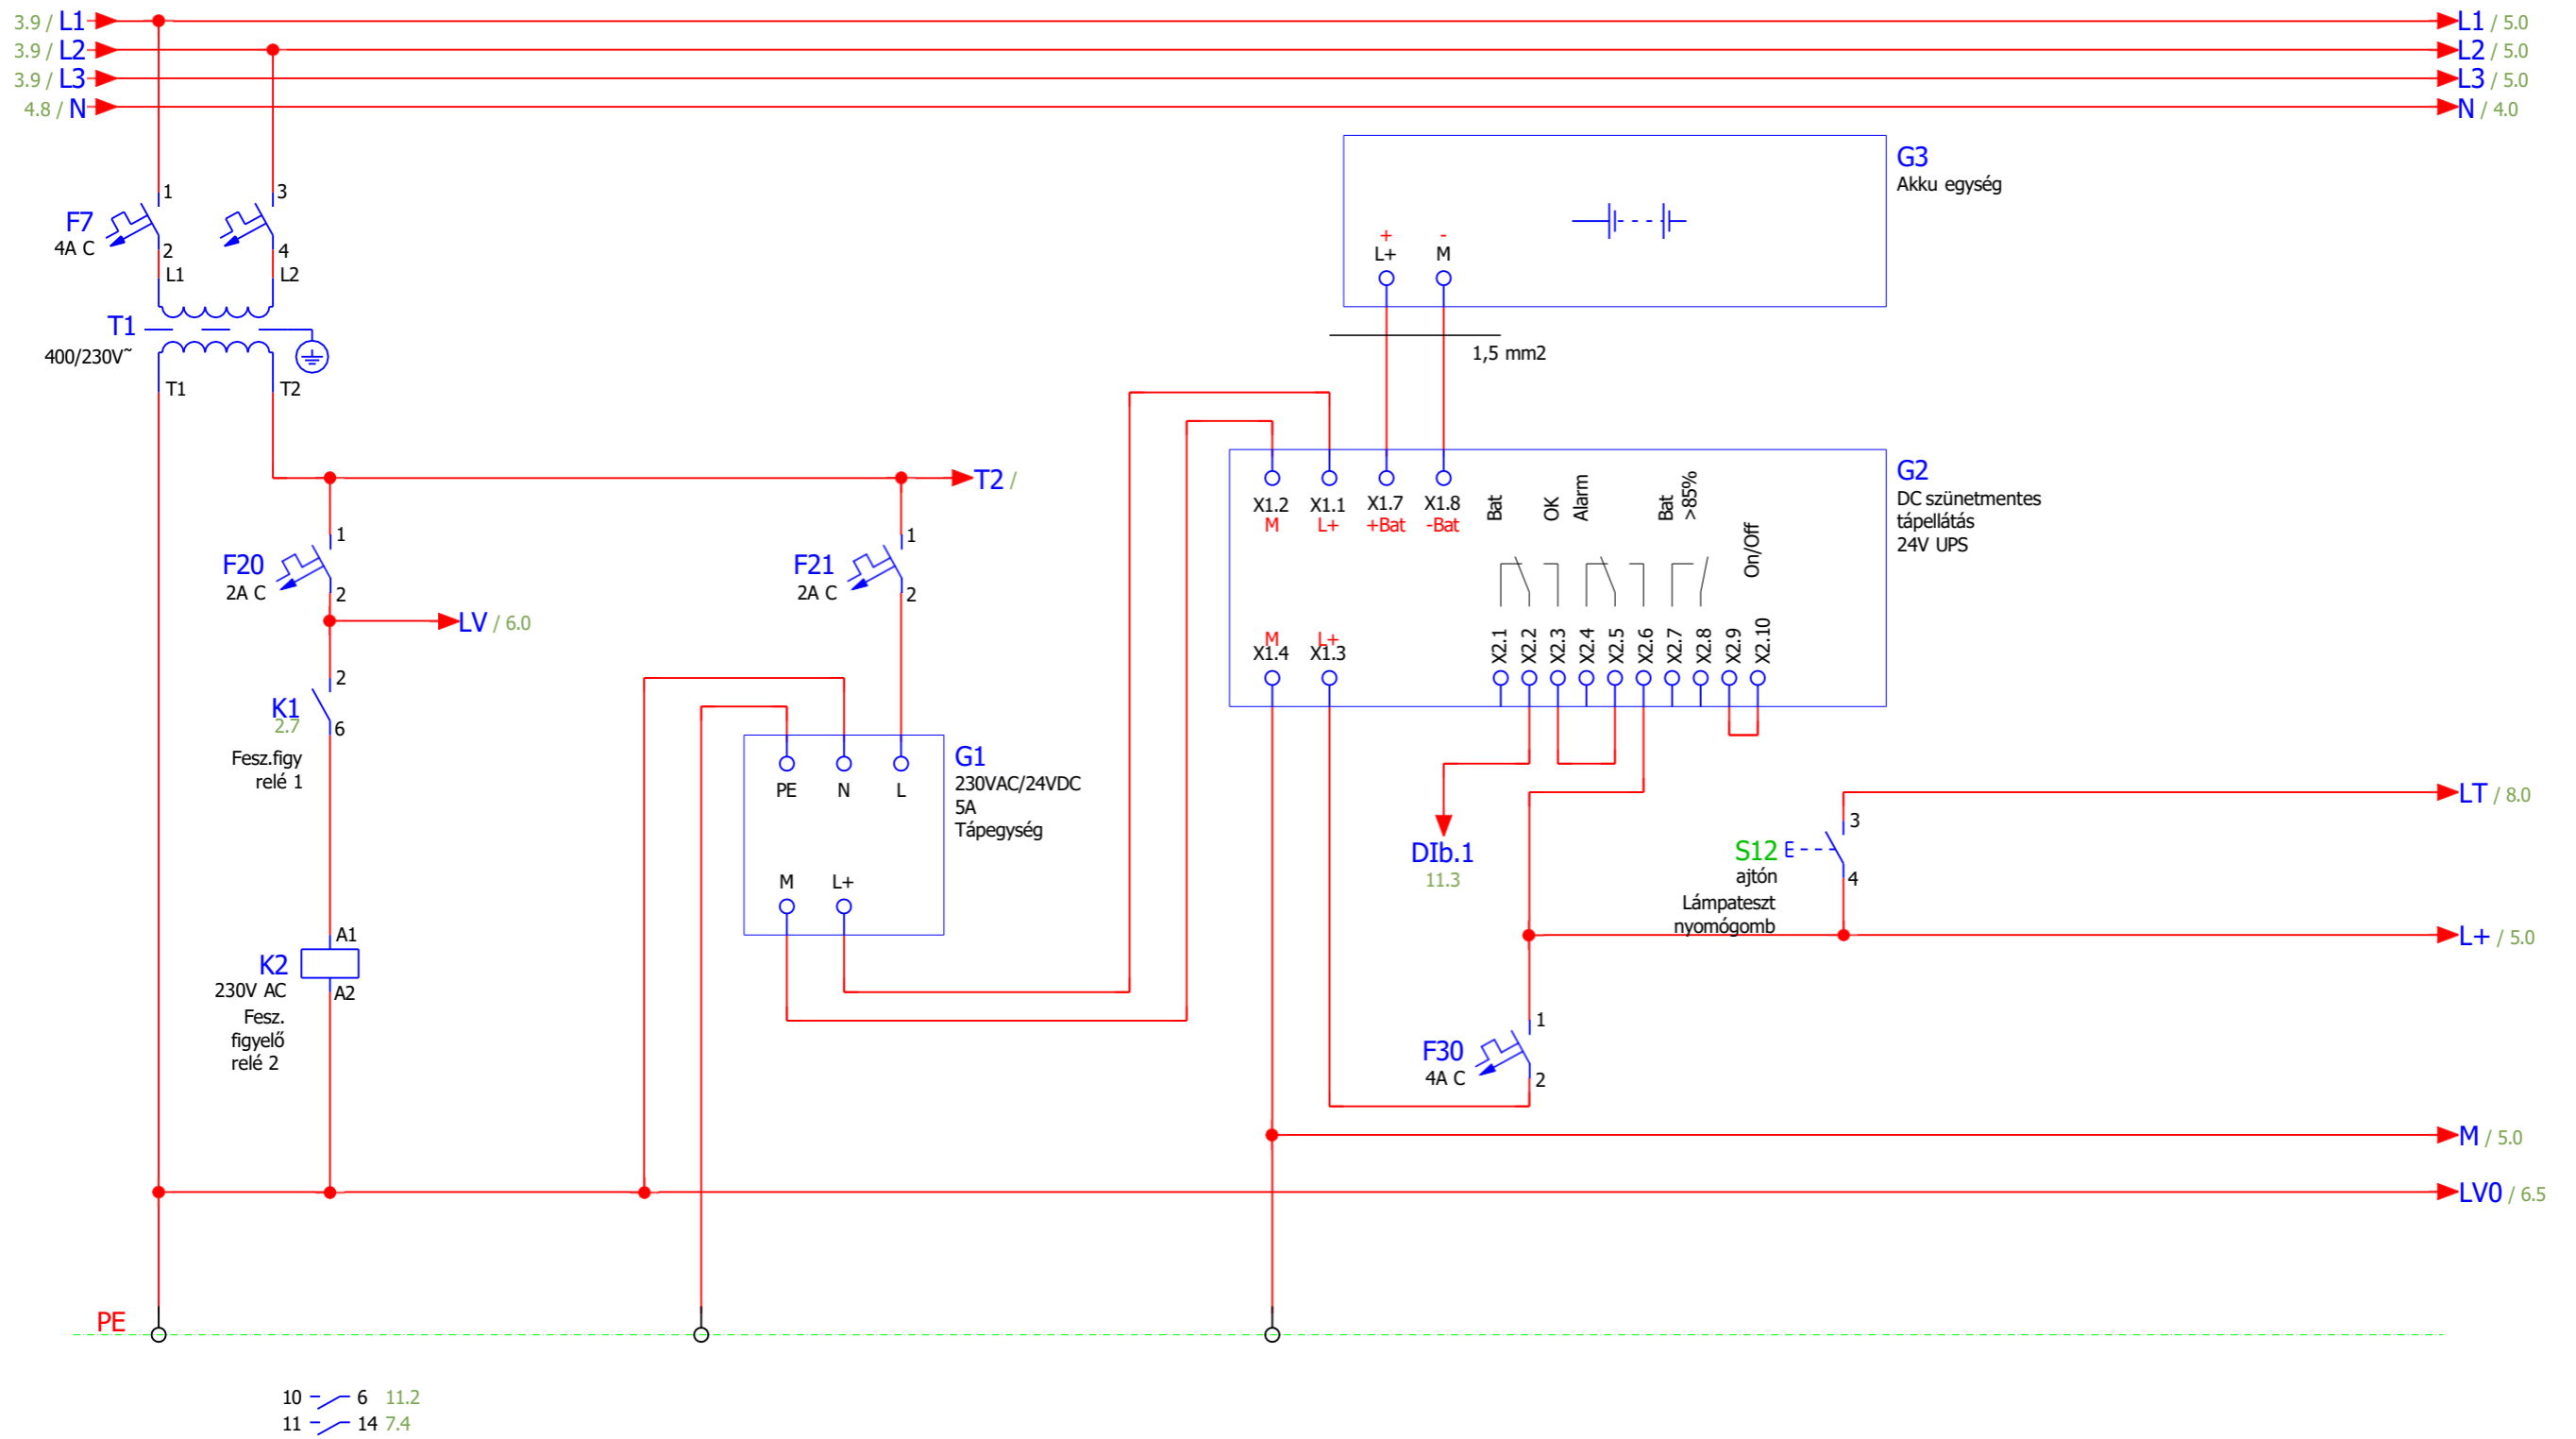 3.9 / L1
L1 / 5.0
3.9 / L2
L2 / 5.0
3.9 / L3
L3 / 5.0
4.8 / N
N / 4.0
G3
Akku egység
+
-
L+
M
1,5 mm2
1
3
F7
4A C
2
4
L1
L2
T1
400/230V~
T1
T2
T2 /
1
F20
2A C
2
LV / 6.0
1
F21
2A C
2
2
K1
2.7
6
Fesz.figy
relé 1
A1
K2
230V AC
A2
Fesz.
figyelő
relé 2
G1
230VAC/24VDC
5A
Tápegység
PE
N
L
M
L+
G2
DC szünetmentes
tápellátás
24V UPS
X1.2
X1.1
X1.7
X1.8
M
L+
+Bat
-Bat
Bat
OK
Alarm
Bat
>85%
On/Off
M
L+
X1.4
X1.3
X2.1
X2.2
X2.3
X2.4
X2.5
X2.6
X2.7
X2.8
X2.9
X2.10
DIb.1
11.3
LT / 8.0
3
S12
ajtón
4
Lámpateszt
nyomógomb
L+ / 5.0
1
F30
4A C
2
M / 5.0
LV0 / 6.5
PE
10
6
11.2
11
14
7.4